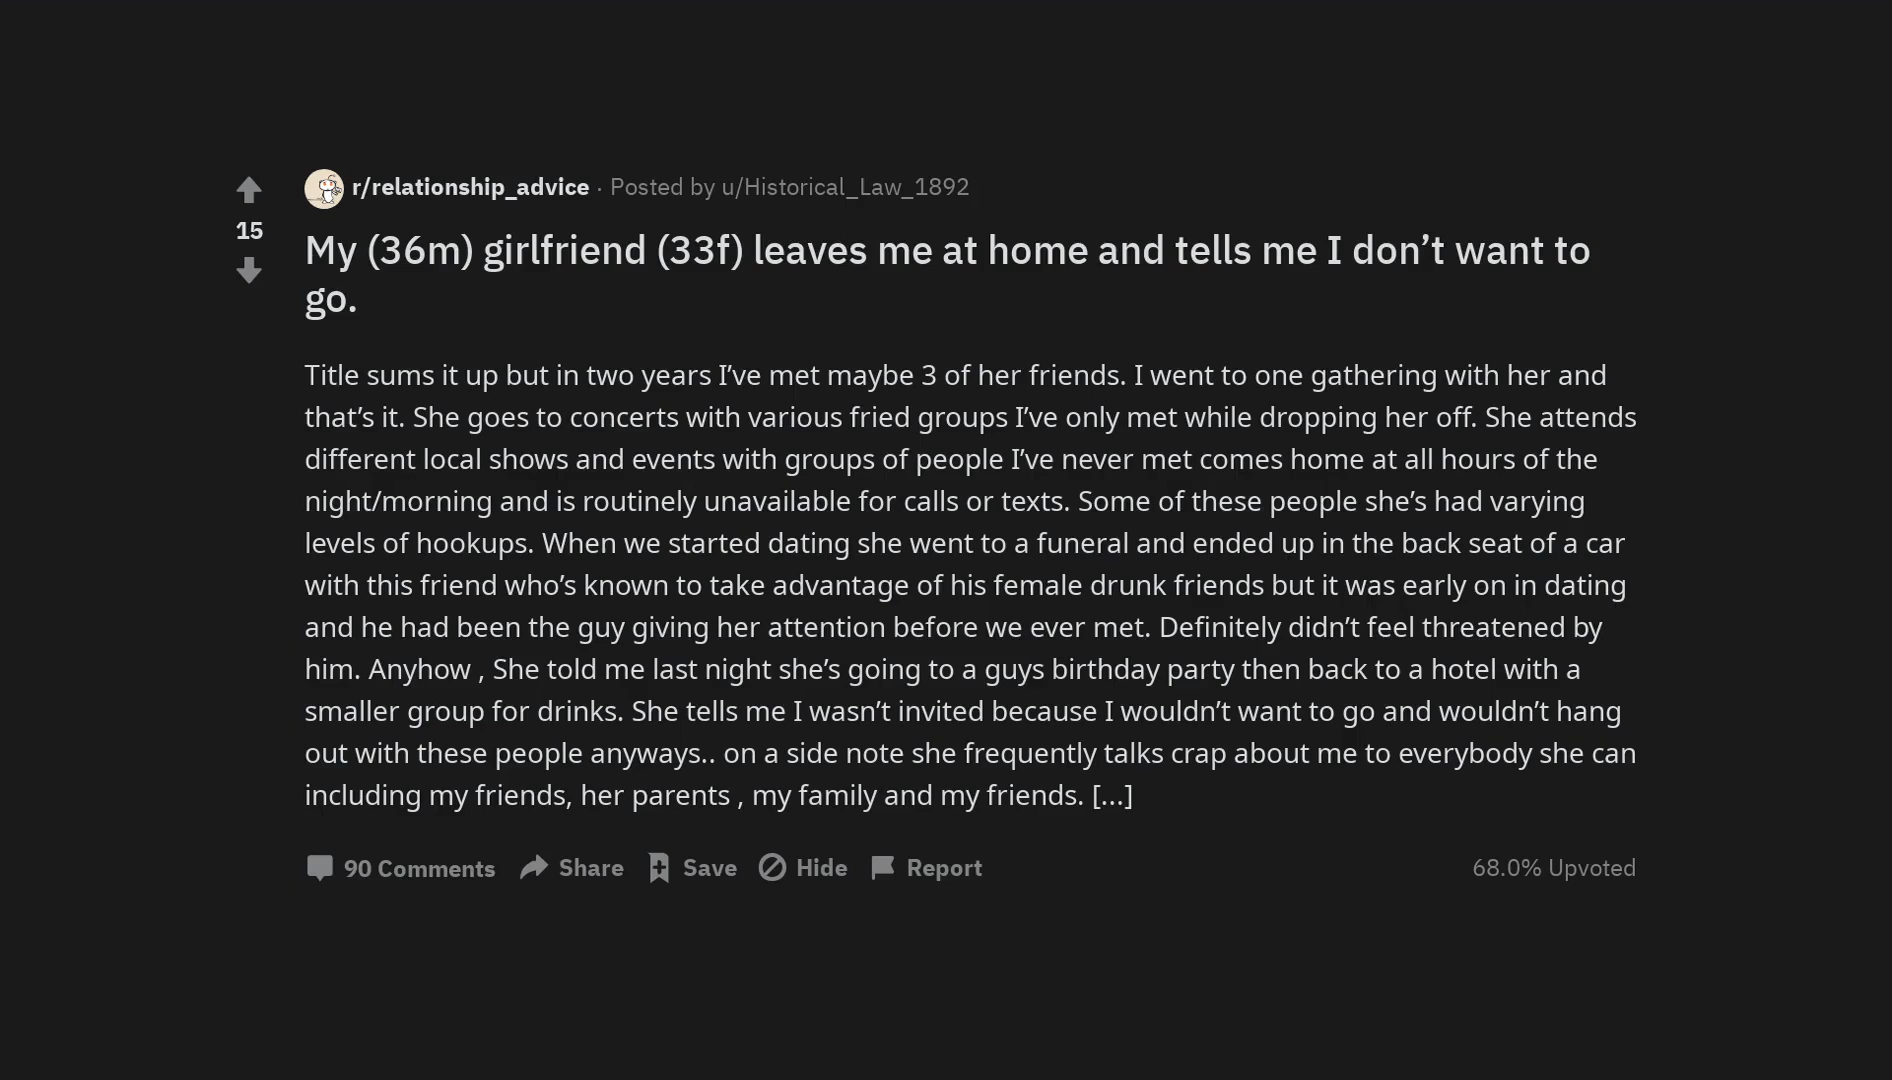 r/relationship_advice · Posted by u/Historical_Law_1892
15
My (36m) girlfriend (33f) leaves me at home and tells me I don’t want to
go.
Title sums it up but in two years I’ve met maybe 3 of her friends. I went to one gathering with her and
that’s it. She goes to concerts with various fried groups I’ve only met while dropping her off. She attends
different local shows and events with groups of people I’ve never met comes home at all hours of the
night/morning and is routinely unavailable for calls or texts. Some of these people she’s had varying
levels of hookups. When we started dating she went to a funeral and ended up in the back seat of a car
with this friend who’s known to take advantage of his female drunk friends but it was early on in dating
and he had been the guy giving her attention before we ever met. Definitely didn’t feel threatened by
him. Anyhow , She told me last night she’s going to a guys birthday party then back to a hotel with a
smaller group for drinks. She tells me I wasn’t invited because I wouldn’t want to go and wouldn’t hang
out with these people anyways.. on a side note she frequently talks crap about me to everybody she can
including my friends, her parents , my family and my friends. [...]
90 Comments Share Save Hide Report 68.0% Upvoted